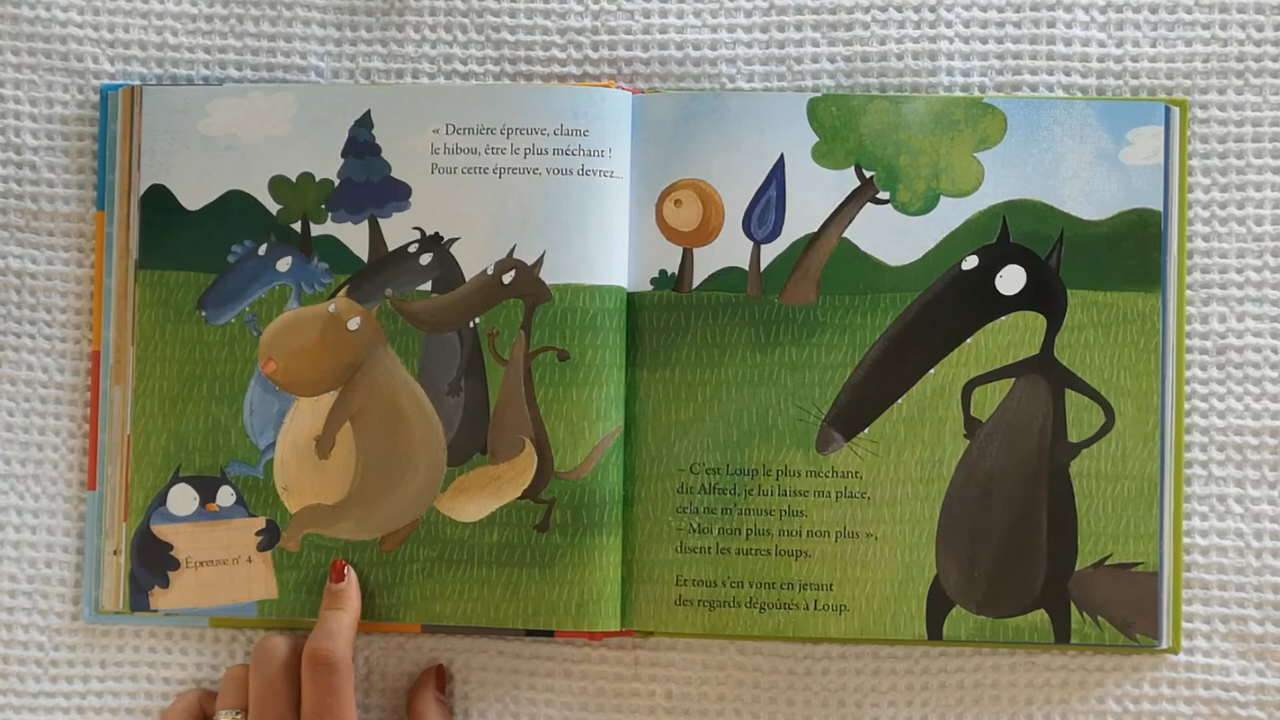 « Dernière épreuve, clame
le hibou, être le plus méchant !
Pour cette épreuve, vous devrez...
Épreuve n° 4
– C'est Loup le plus méchant,
dit Alfred, je lui laisse ma place,
cela ne m'amuse plus.
– Moi non plus, moi non plus »,
disent les autres loups.
Et tous s'en vont en jetant
des regards dégoûtés à Loup.